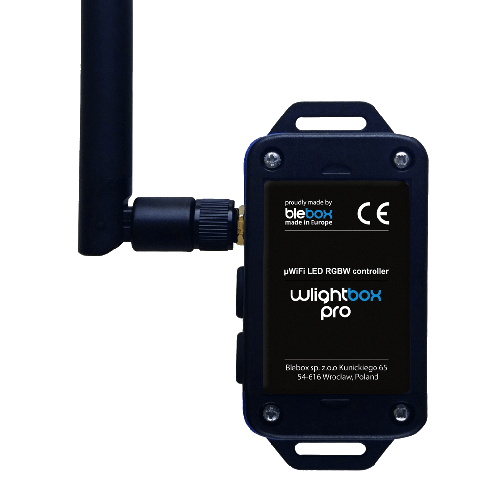 proudly made by
blebox
made in Europe
CE
µWiFi LED RGBW controller
wlightbox
pro
Blebox sp. z.o.o Kunickiego 65
54-616 Wrocław, Poland